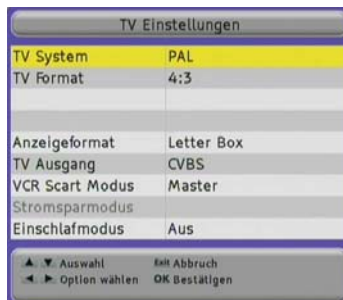 TV Einstellungen
TV System PAL
TV Format 4:3
Anzeigeformat Letter Box
TV Ausgang CVBS
VCR Scart Modus Master
Stromsparmodus
Einschlafmodus Aus
Auswahl Exit Abbruch
Option wählen OK Bestätigen